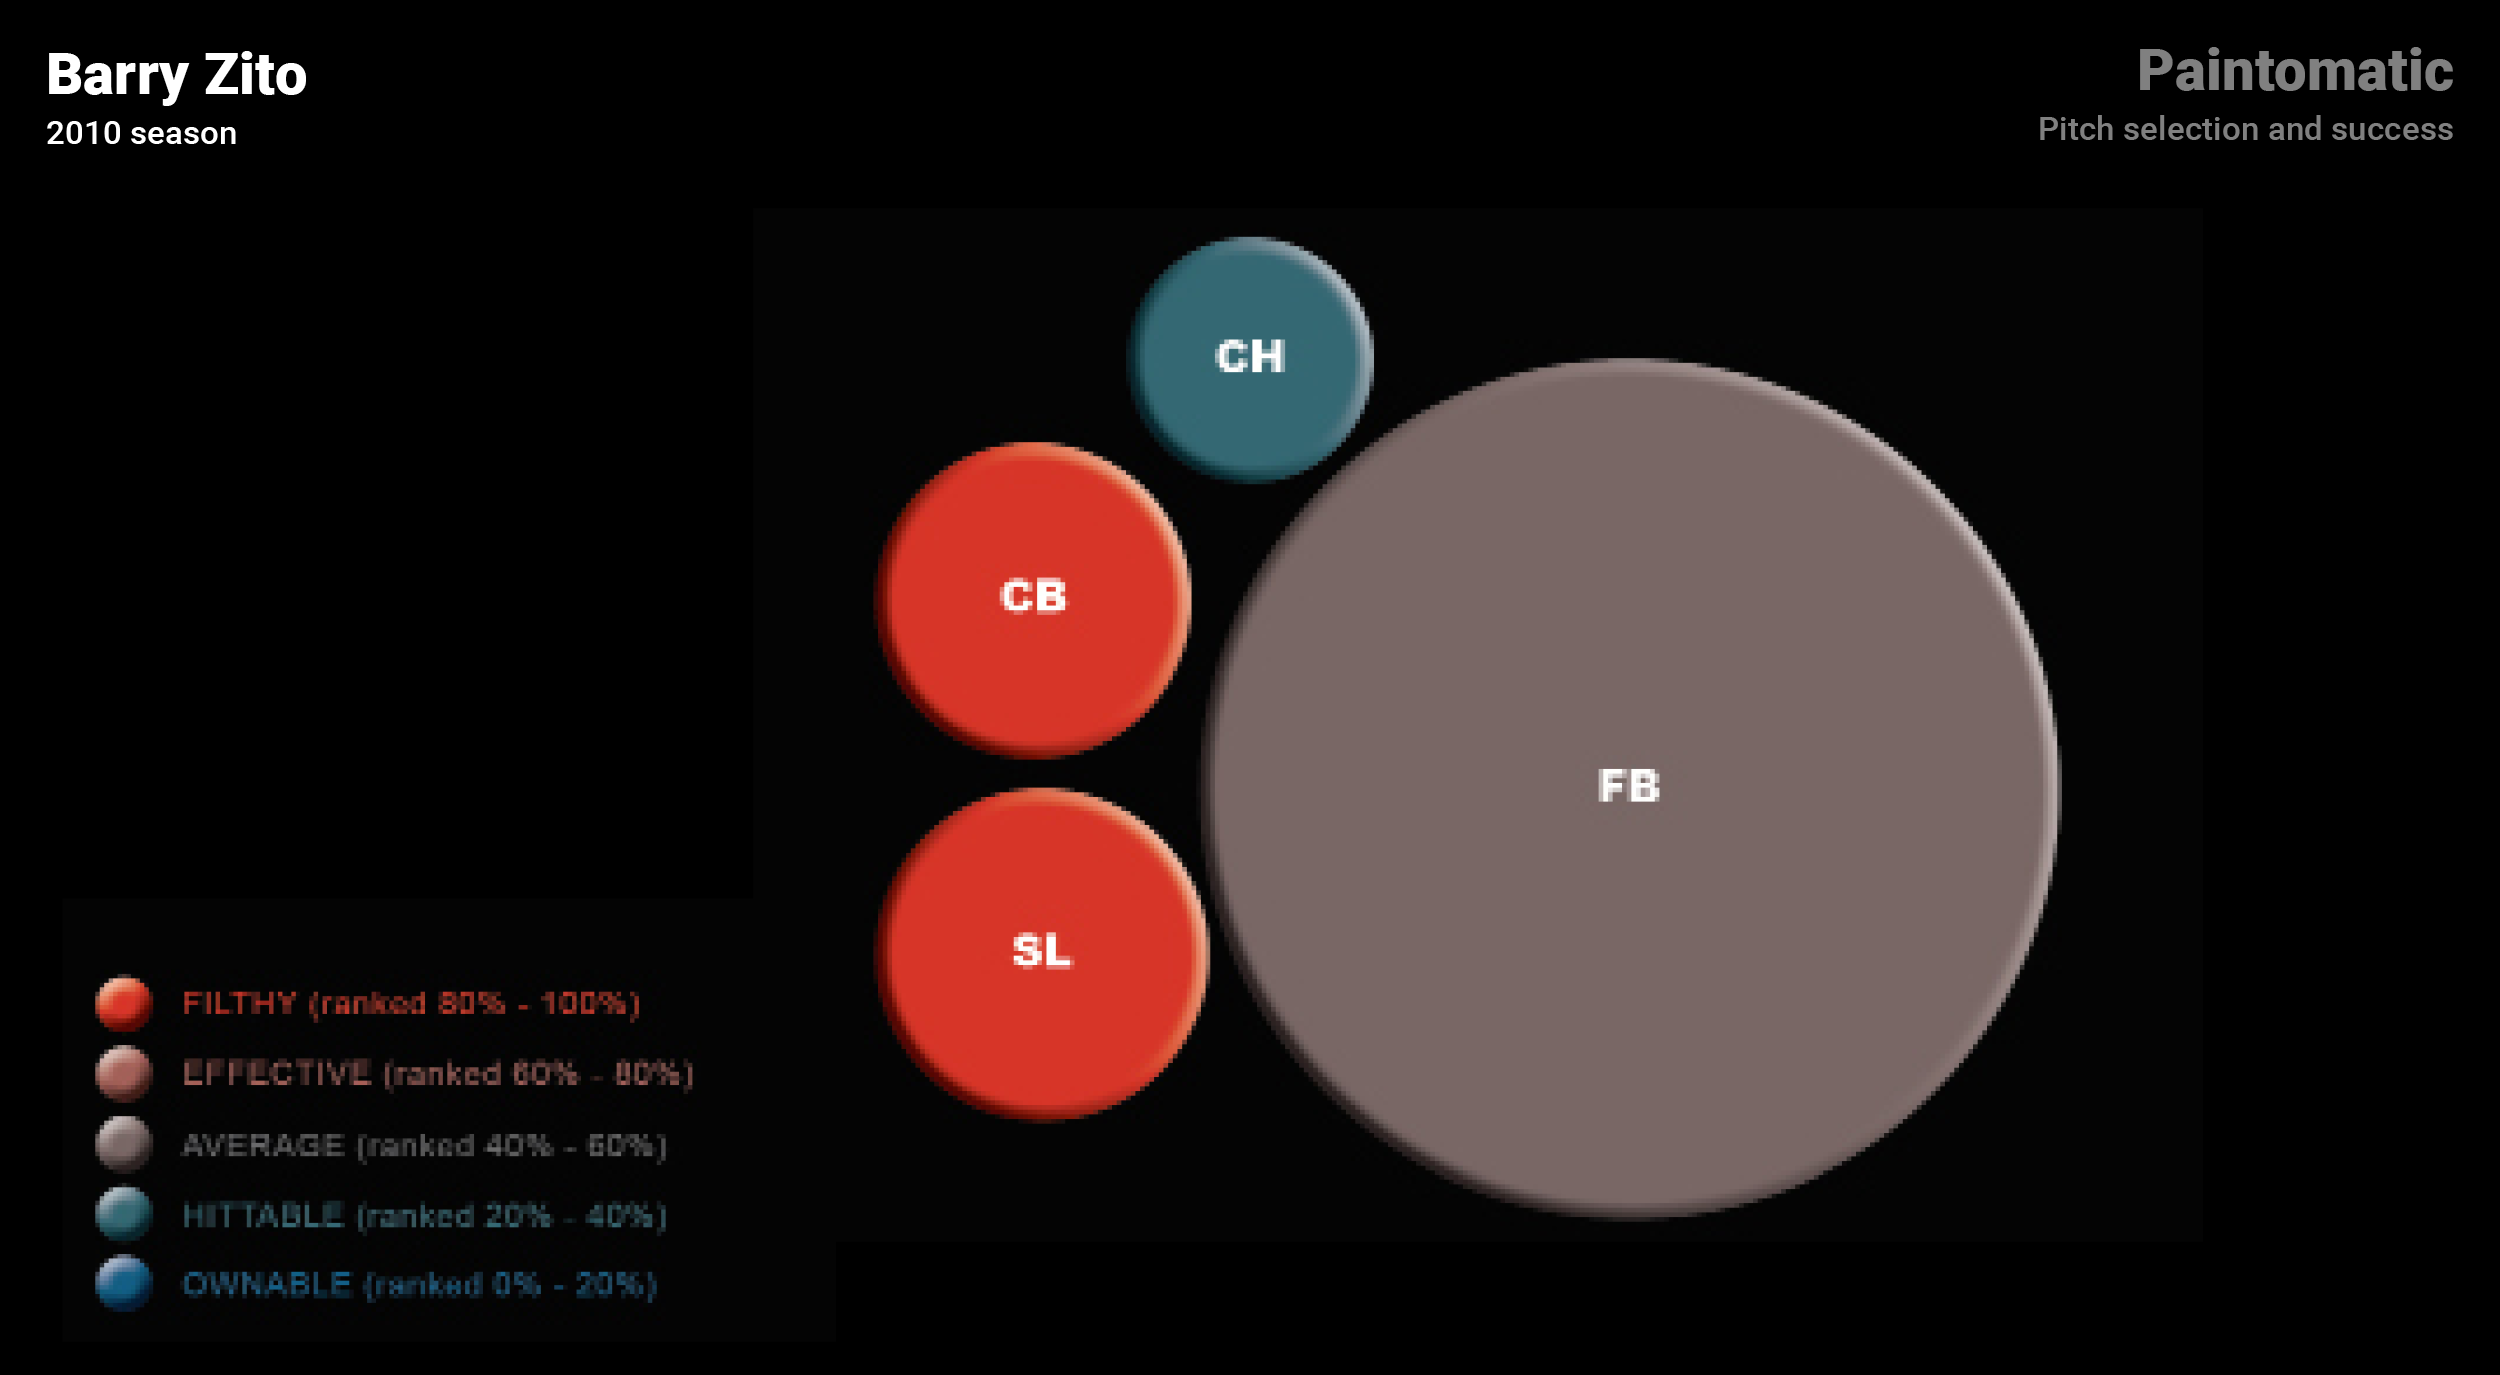 Barry Zito
2010 season
Paintomatic
Pitch selection and success
CH
CB
FB
SL
FILTHY (ranked 80% - 100%)
EFFECTIVE (ranked 60% - 80%)
AVERAGE (ranked 40% - 60%)
HITTABLE (ranked 20% - 40%)
OWNABLE (ranked 0% - 20%)